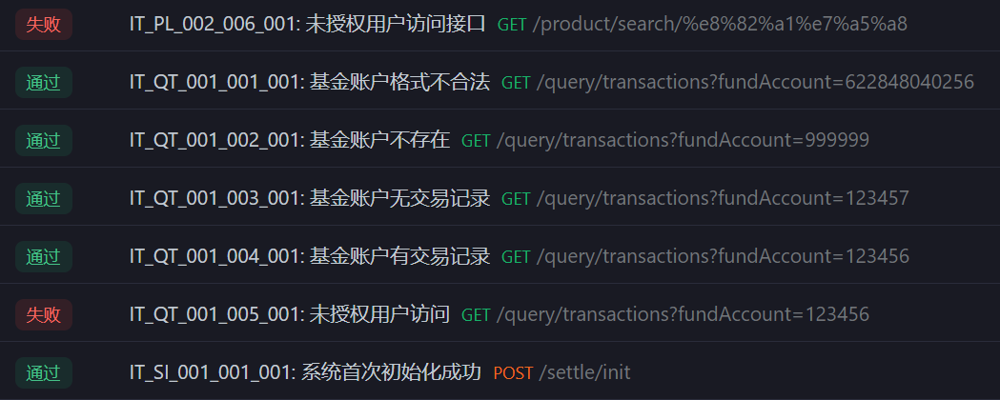 失败 IT_PL_002_006_001: 未授权用户访问接口 GET /product/search/%e8%82%a1%e7%a5%a8
通过 IT_QT_001_001_001: 基金账户格式不合法 GET /query/transactions?fundAccount=622848040256
通过 IT_QT_001_002_001: 基金账户不存在 GET /query/transactions?fundAccount=999999
通过 IT_QT_001_003_001: 基金账户无交易记录 GET /query/transactions?fundAccount=123457
通过 IT_QT_001_004_001: 基金账户有交易记录 GET /query/transactions?fundAccount=123456
失败 IT_QT_001_005_001: 未授权用户访问 GET /query/transactions?fundAccount=123456
通过 IT_SI_001_001_001: 系统首次初始化成功 POST /settle/init